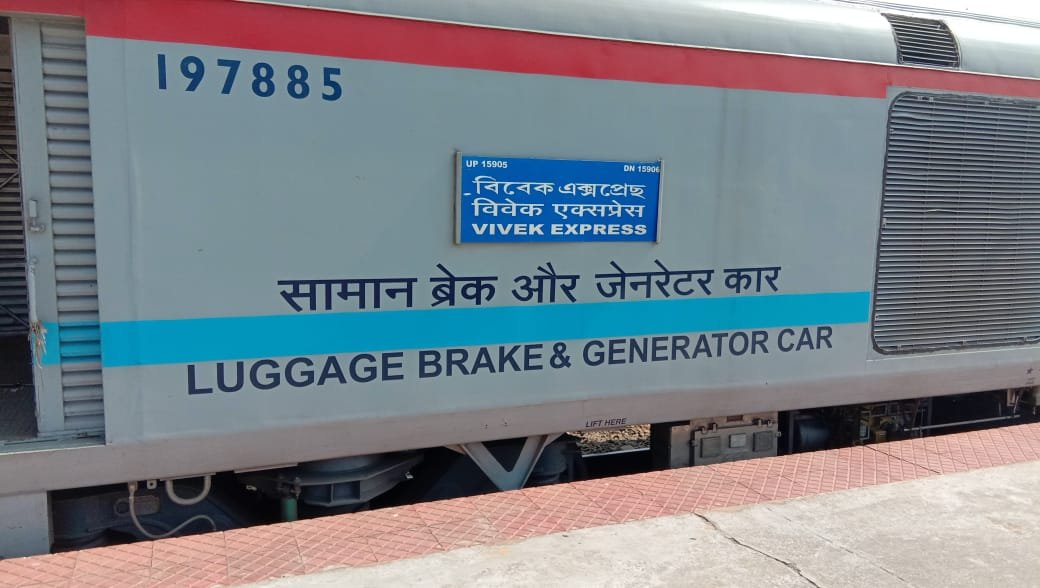 197885
UP 15905 DN 15906
বিবেক এক্সপ্ৰেছ
विवेक एक्सप्रेस
VIVEK EXPRESS
सामान ब्रेक और जेनरेटर कार
LUGGAGE BRAKE & GENERATOR CAR
LIFT HERE